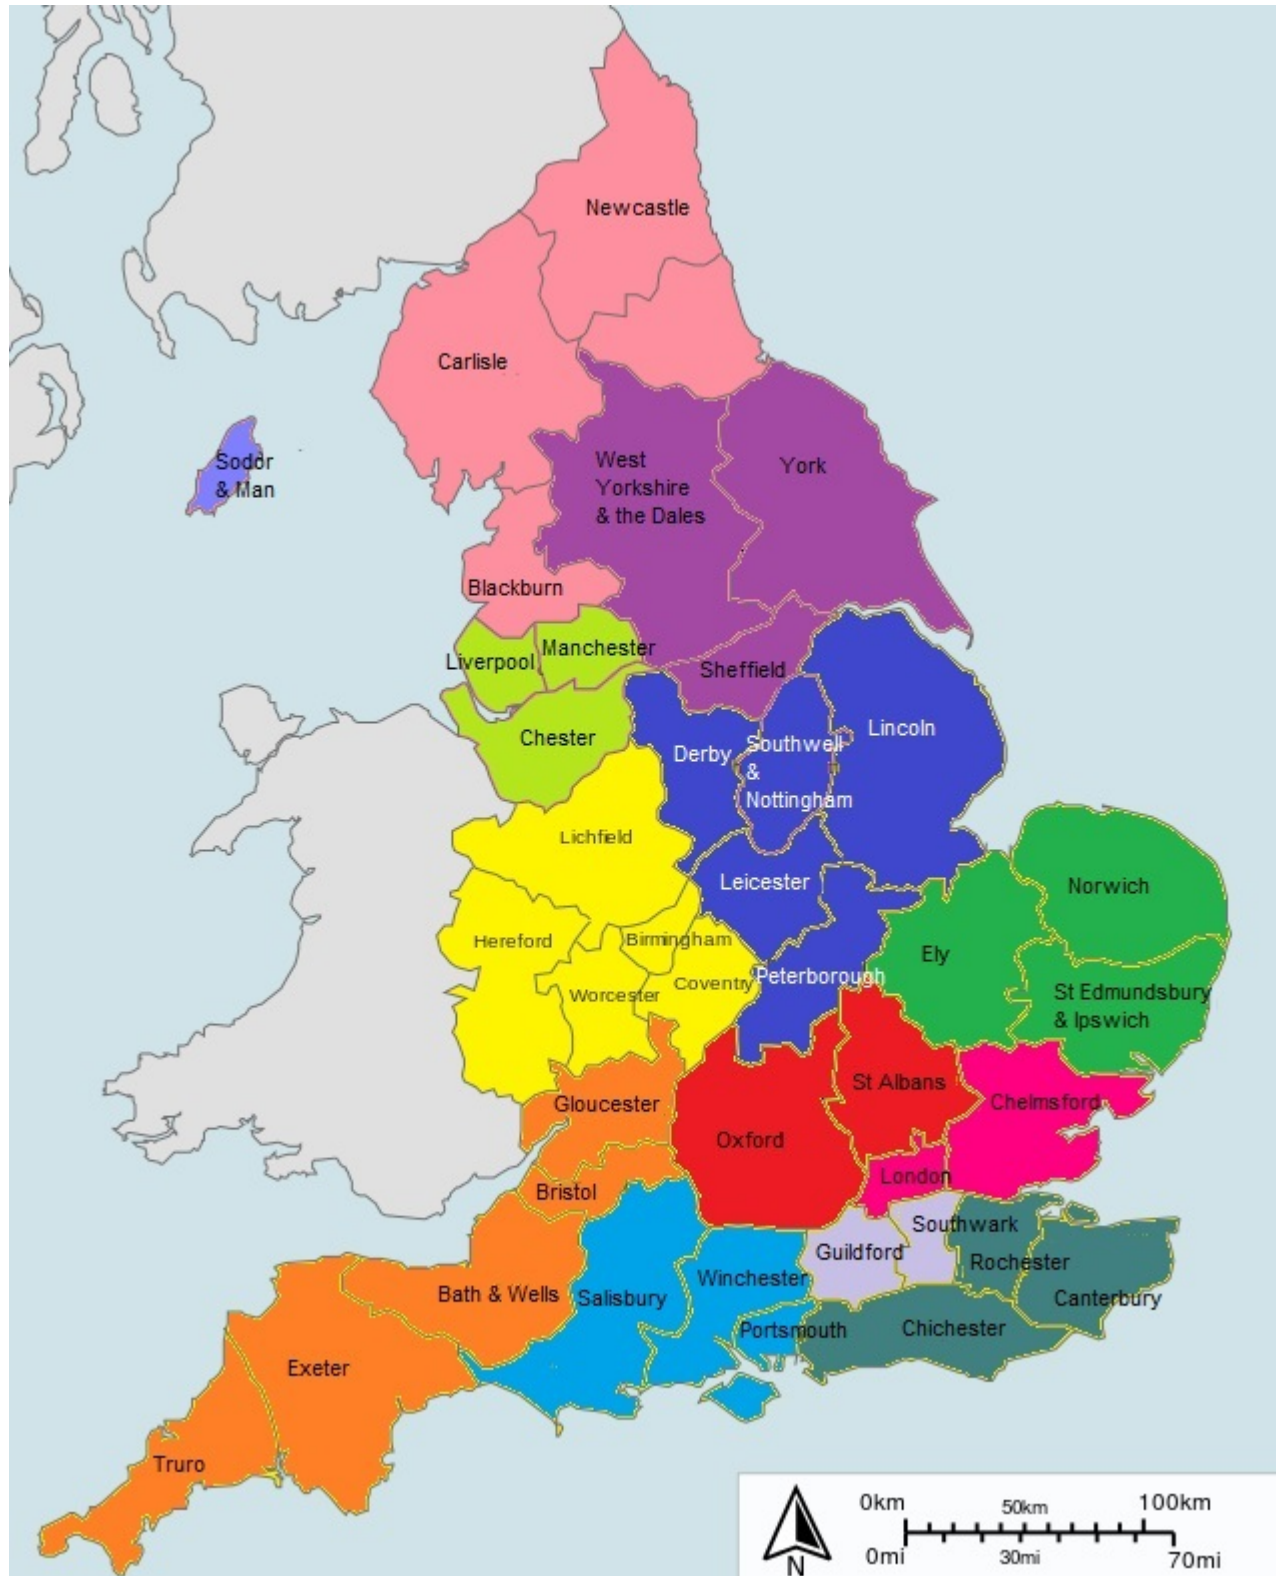 Newcastle
Carlisle
Sodor
& Man
West
Yorkshire
& the Dales
York
Blackburn
Liverpool
Manchester
Sheffield
Chester
Derby
Southwell
&
Nottingham
Lincoln
Lichfield
Leicester
Norwich
Hereford
Birmingham
Ely
Worcester
Coventry
Peterborough
St Edmundsbury
& Ipswich
Gloucester
St Albans
Chelmsford
Oxford
London
Bristol
Southwark
Guildford
Rochester
Bath & Wells
Salisbury
Winchester
Canterbury
Portsmouth
Chichester
Exeter
Truro
0km 50km 100km
0mi 30mi 70mi
N